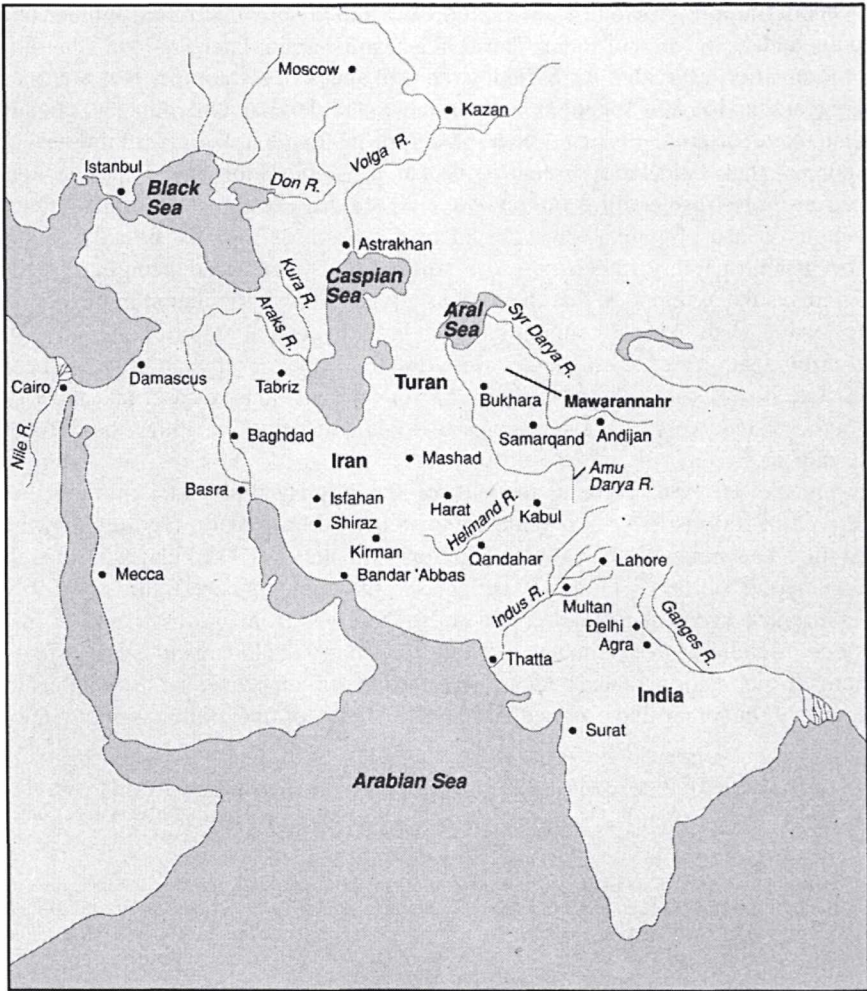 Moscow
Kazan
Volga R.
Istanbul
Black
Sea
Don R.
Astrakhan
Kura R.
Caspian
Sea
Araks R.
Aral
Sea
Syr Darya R.
Cairo
Damascus
Tabriz
Turan
Bukhara
Mawarannahr
Nile R.
Baghdad
Samarqand
Andijan
Iran
Mashad
Amu
Darya R.
Basra
Isfahan
Harat
Kabul
Shiraz
Helmand R.
Kirman
Qandahar
Lahore
Mecca
Bandar 'Abbas
Indus R.
Multan
Delhi
Ganges R.
Agra
Thatta
India
Surat
Arabian Sea